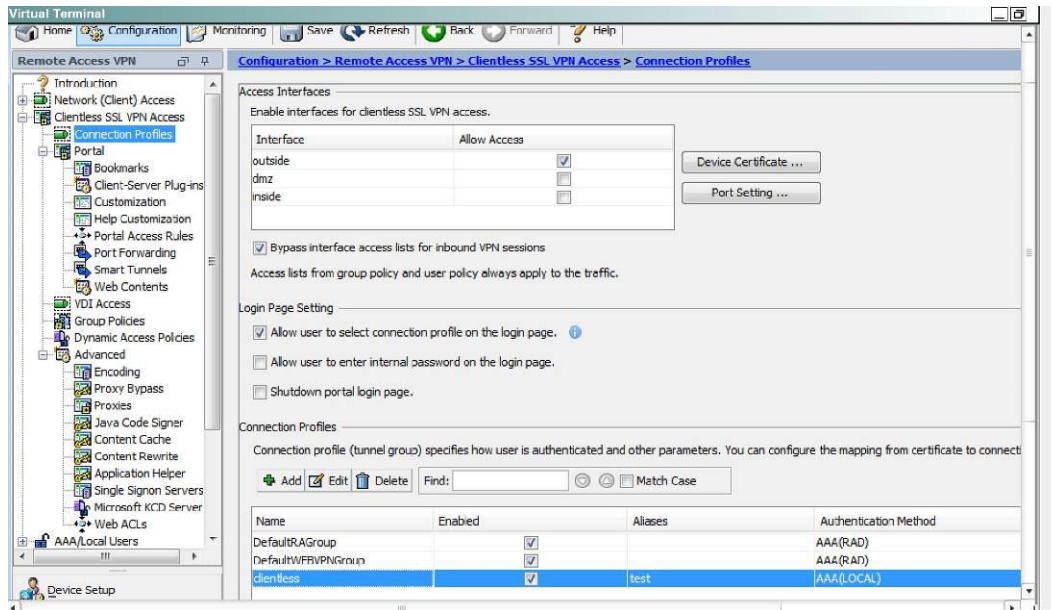 Virtual Terminal
Home Configuration Monitoring Save Refresh Back Forward Help
Remote Access VPN
Introduction
Network (Client) Access
Clientless SSL VPN Access
Connection Profiles
Portal
Bookmarks
Client-Server Plug-ins
Customization
Help Customization
Portal Access Rules
Port Forwarding
Smart Tunnels
Web Contents
VDI Access
Group Policies
Dynamic Access Policies
Advanced
Encoding
Proxy Bypass
Proxies
Java Code Signer
Content Cache
Content Rewrite
Application Helper
Single Signon Servers
Microsoft KCD Server
Web ACLs
AAA/Local Users
Device Setup
Configuration > Remote Access VPN > Clientless SSL VPN Access > Connection Profiles
Access Interfaces
Enable interfaces for clientless SSL VPN access.
Interface Allow Access
outside
dmz
inside
Device Certificate ...
Port Setting ...
Bypass interface access lists for inbound VPN sessions
Access lists from group policy and user policy always apply to the traffic.
Login Page Setting
Allow user to select connection profile on the login page.
Allow user to enter internal password on the login page.
Shutdown portal login page.
Connection Profiles
Connection profile (tunnel group) specifies how user is authenticated and other parameters. You can configure the mapping from certificate to connecti
Add Edit Delete Find: Match Case
Name Enabled Aliases Authentication Method
DefaultRAGroup AAA(RAD)
DefaultWEBVPNGroup AAA(RAD)
clientless test AAA(LOCAL)